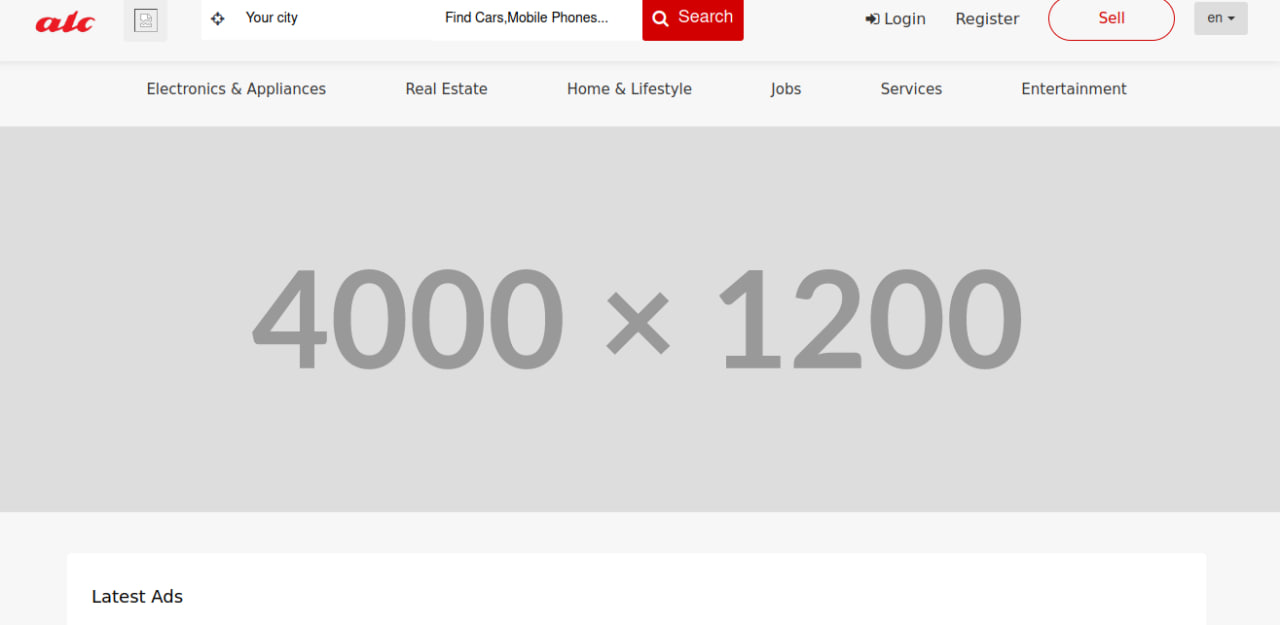 alc Your city Find Cars,Mobile Phones... Search Login Register Sell en
Electronics & Appliances Real Estate Home & Lifestyle Jobs Services Entertainment
4000 × 1200
Latest Ads